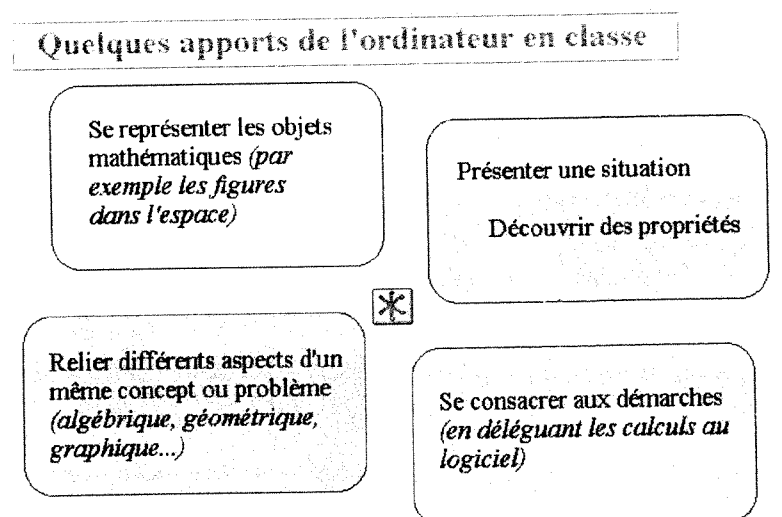 Quelques apports de l'ordinateur en classe
Se représenter les objets
mathématiques (par
exemple les figures
dans l'espace)
Présenter une situation
Découvrir des propriétés
Relier différents aspects d'un
même concept ou problème
(algébrique, géométrique,
graphique...)
Se consacrer aux démarches
(en déléguant les calculs au
logiciel)